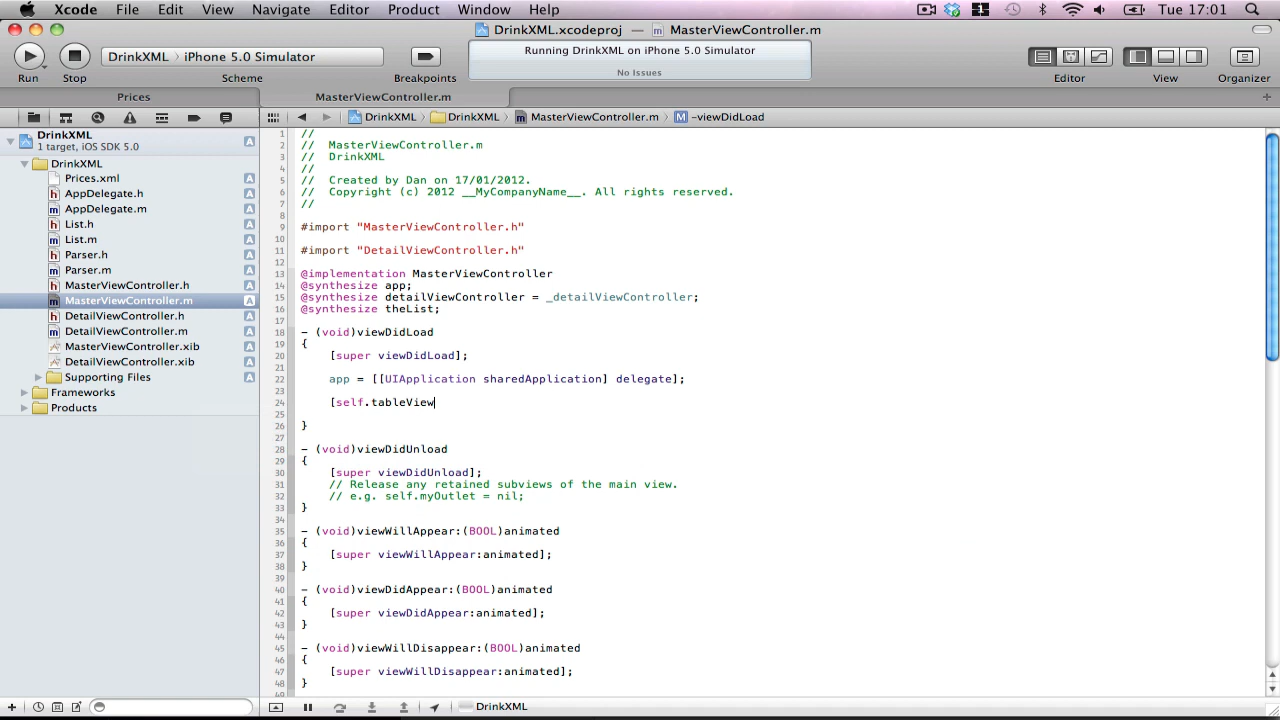 Xcode File Edit View Navigate Editor Product Window Help Tue 17:01
DrinkXML.xcodeproj — MasterViewController.m
DrinkXML 〉 iPhone 5.0 Simulator
Running DrinkXML on iPhone 5.0 Simulator
No Issues
Run Stop Scheme Breakpoints Editor View Organizer
Prices MasterViewController.m
DrinkXML DrinkXML MasterViewController.m M -viewDidLoad
DrinkXML A
1 target, iOS SDK 5.0
DrinkXML
Prices.xml A
AppDelegate.h A
AppDelegate.m A
List.h A
List.m A
Parser.h A
Parser.m A
MasterViewController.h A
MasterViewController.m A
DetailViewController.h A
DetailViewController.m A
MasterViewController.xib A
DetailViewController.xib A
Supporting Files A
Frameworks
Products
1 //
2 // MasterViewController.m
3 // DrinkXML
4 //
5 // Created by Dan on 17/01/2012.
6 // Copyright (c) 2012 __MyCompanyName__. All rights reserved.
7 //
8
9 #import "MasterViewController.h"
10
11 #import "DetailViewController.h"
12
13 @implementation MasterViewController
14 @synthesize app;
15 @synthesize detailViewController = _detailViewController;
16 @synthesize theList;
17
18 - (void)viewDidLoad
19 {
20 [super viewDidLoad];
21
22 app = [[UIApplication sharedApplication] delegate];
23
24 [self.tableView
25
26 }
27
28 - (void)viewDidUnload
29 {
30 [super viewDidUnload];
31 // Release any retained subviews of the main view.
32 // e.g. self.myOutlet = nil;
33 }
34
35 - (void)viewWillAppear:(BOOL)animated
36 {
37 [super viewWillAppear:animated];
38 }
39
40 - (void)viewDidAppear:(BOOL)animated
41 {
42 [super viewDidAppear:animated];
43 }
44
45 - (void)viewWillDisappear:(BOOL)animated
46 {
47 [super viewWillDisappear:animated];
48 }
49
DrinkXML